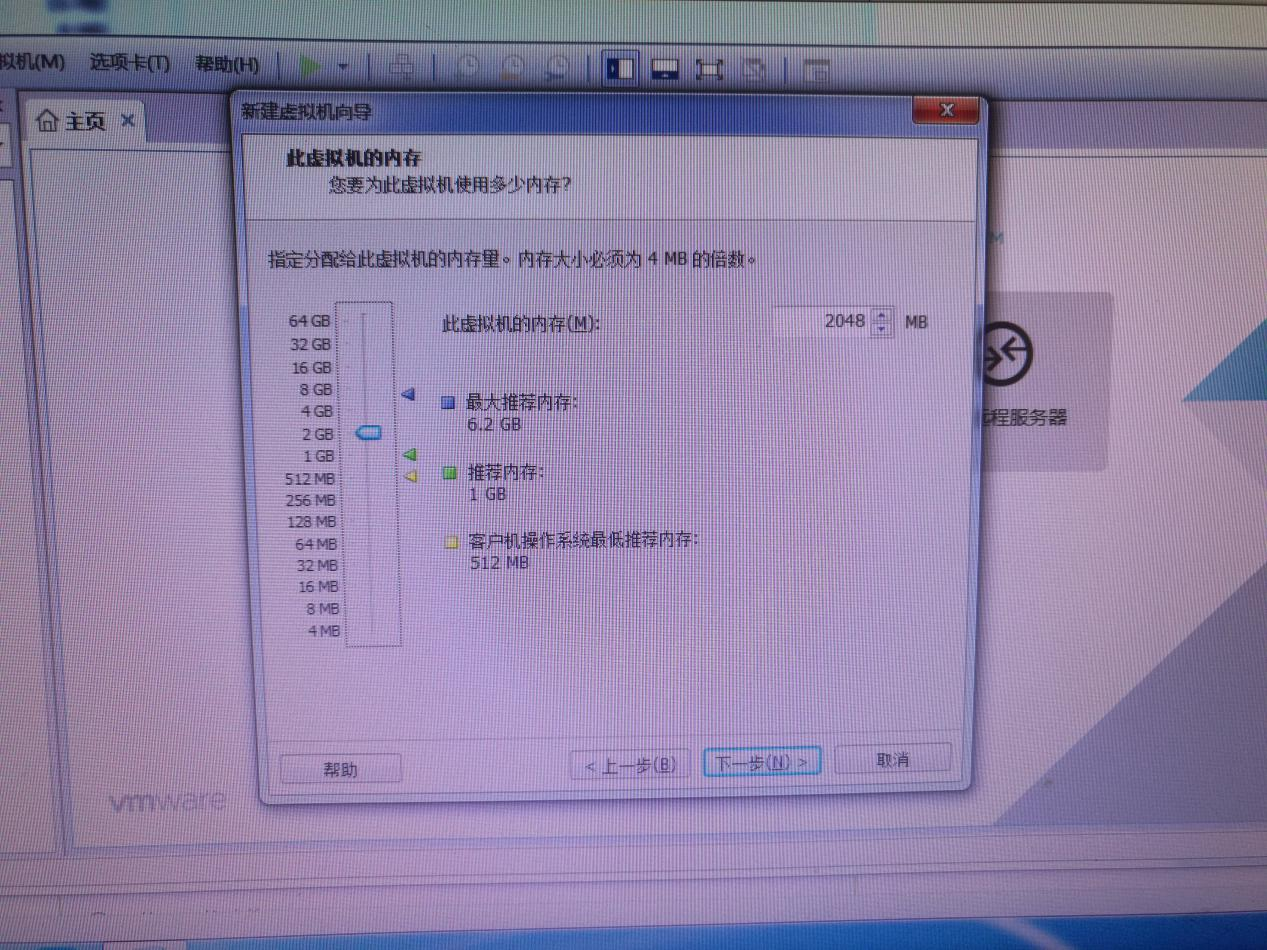 拟机(M) 选项卡(T) 帮助(H)
主页
新建虚拟机向导
此虚拟机的内存
您要为此虚拟机使用多少内存?
指定分配给此虚拟机的内存量。内存大小必须为 4 MB 的倍数。
64 GB
32 GB
16 GB
8 GB
4 GB
2 GB
1 GB
512 MB
256 MB
128 MB
64 MB
32 MB
16 MB
8 MB
4 MB
此虚拟机的内存(M): 2048 MB
最大推荐内存:
6.2 GB
推荐内存:
1 GB
客户机操作系统最低推荐内存:
512 MB
程服务器
帮助 < 上一步(B) 下一步(N) > 取消
vmware